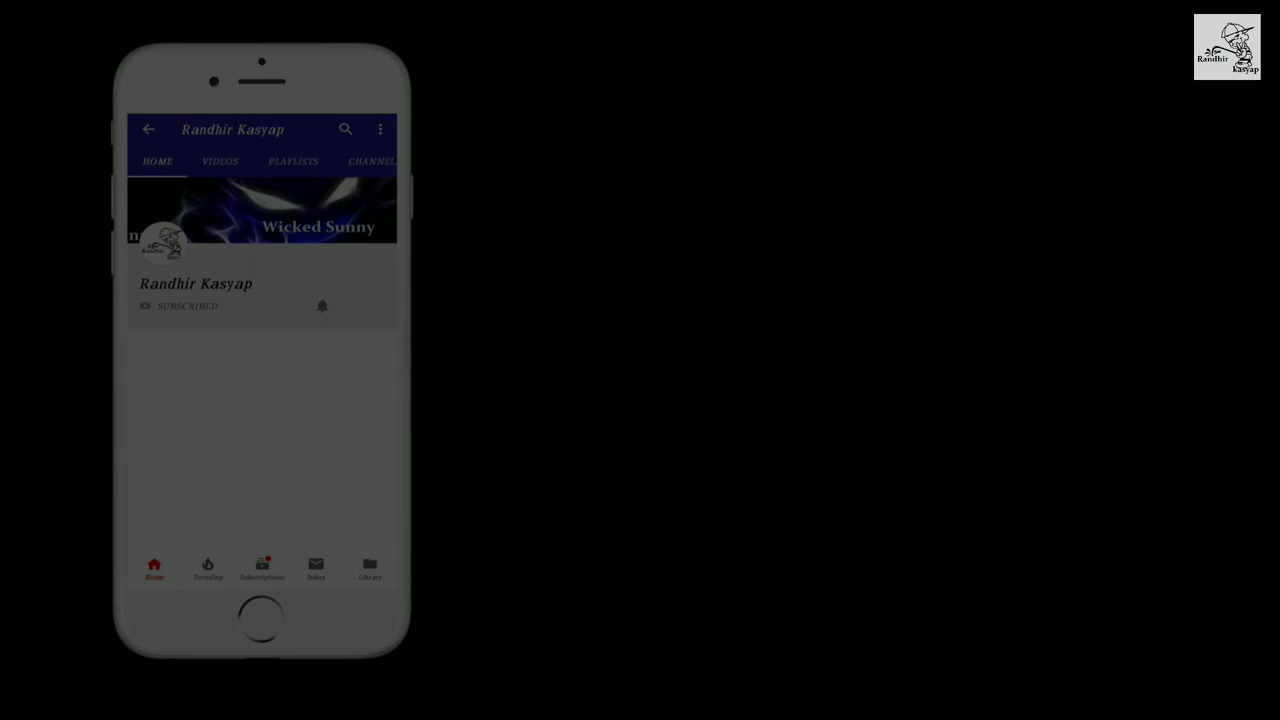 Randhir
Kasyap
Randhir Kasyap
HOME VIDEOS PLAYLISTS CHANNEL
Wicked Sunny
Randhir Kasyap
SUBSCRIBED
Home Trending Subscriptions Inbox Library